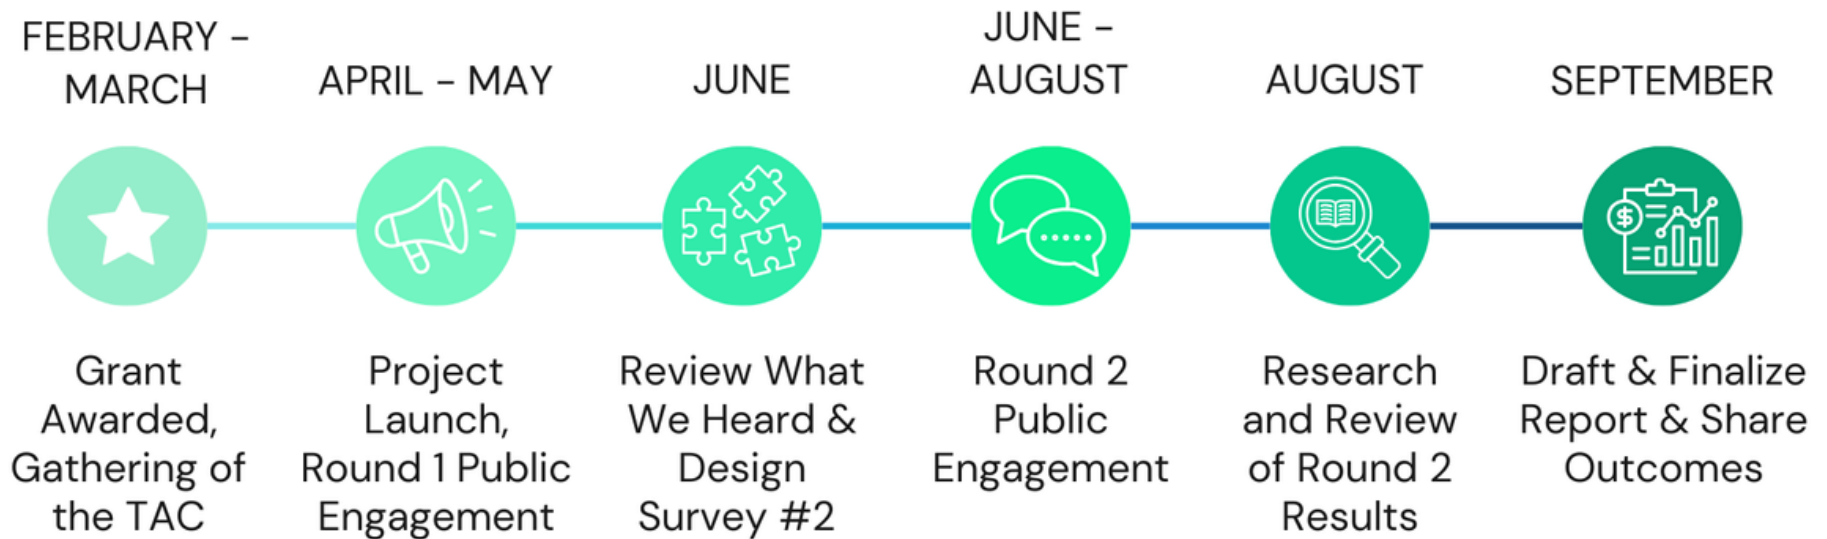 FEBRUARY –
MARCH
Grant
Awarded,
Gathering of
the TAC
APRIL – MAY
Project
Launch,
Round 1 Public
Engagement
JUNE
Review What
We Heard &
Design
Survey #2
JUNE –
AUGUST
Round 2
Public
Engagement
AUGUST
Research
and Review
of Round 2
Results
SEPTEMBER
$
Draft & Finalize
Report & Share
Outcomes